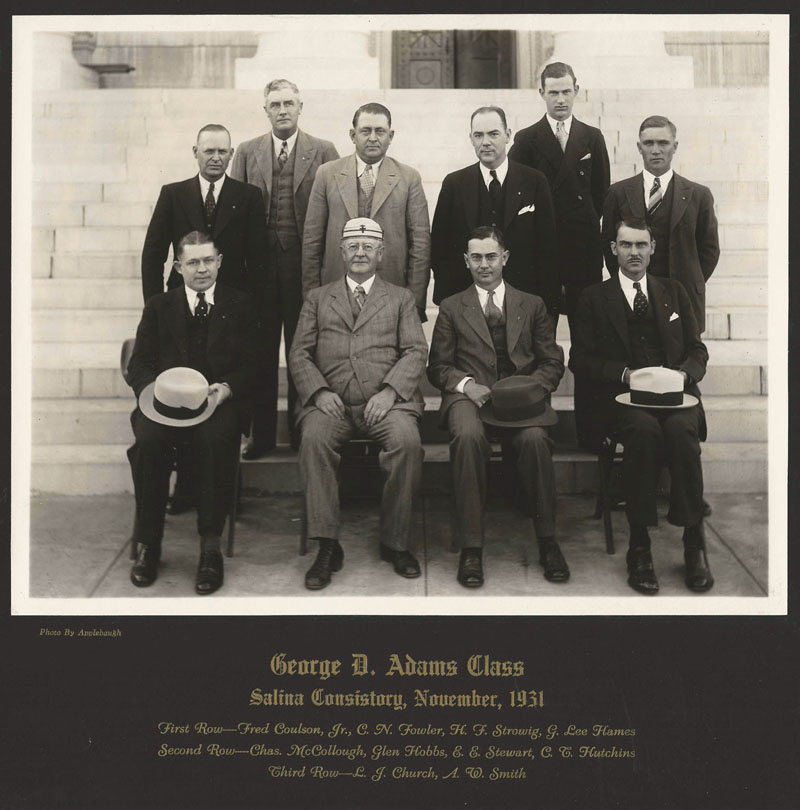 Photo By Applebaugh
George D. Adams Class
Salina Consistory, November, 1931
First Row—Fred Coulson, Jr., C. N. Fowler, H. F. Strowig, G. Lee Hames
Second Row—Chas. McCollough, Glen Hobbs, E. E. Stewart, C. T. Hutchins
Third Row—L. J. Church, A. W. Smith